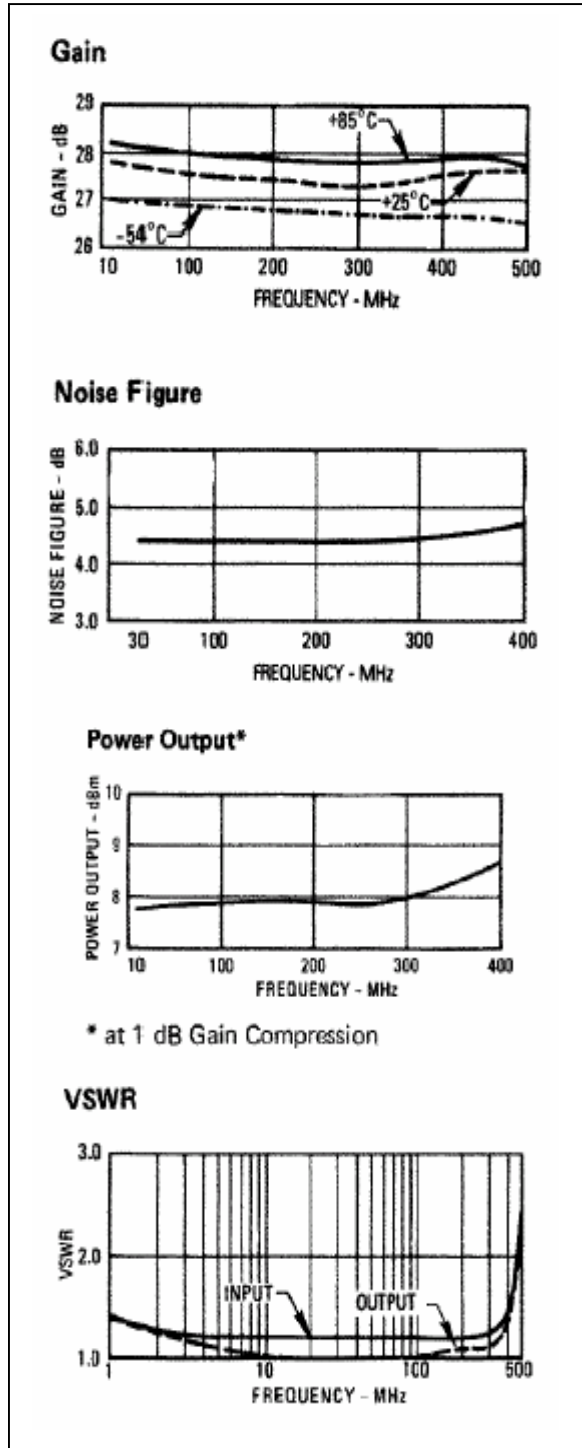 Gain
29
28
27
26
GAIN - dB
+85°C
+25°C
-54°C
10 100 200 300 400 500
FREQUENCY - MHz
Noise Figure
6.0
5.0
4.0
3.0
NOISE FIGURE - dB
30 100 200 300 400
FREQUENCY - MHz
Power Output*
10
9
8
7
POWER OUTPUT - dBm
10 100 200 300 400
FREQUENCY - MHz
* at 1 dB Gain Compression
VSWR
3.0
2.0
1.0
VSWR
INPUT
OUTPUT
1 10 100 500
FREQUENCY - MHz